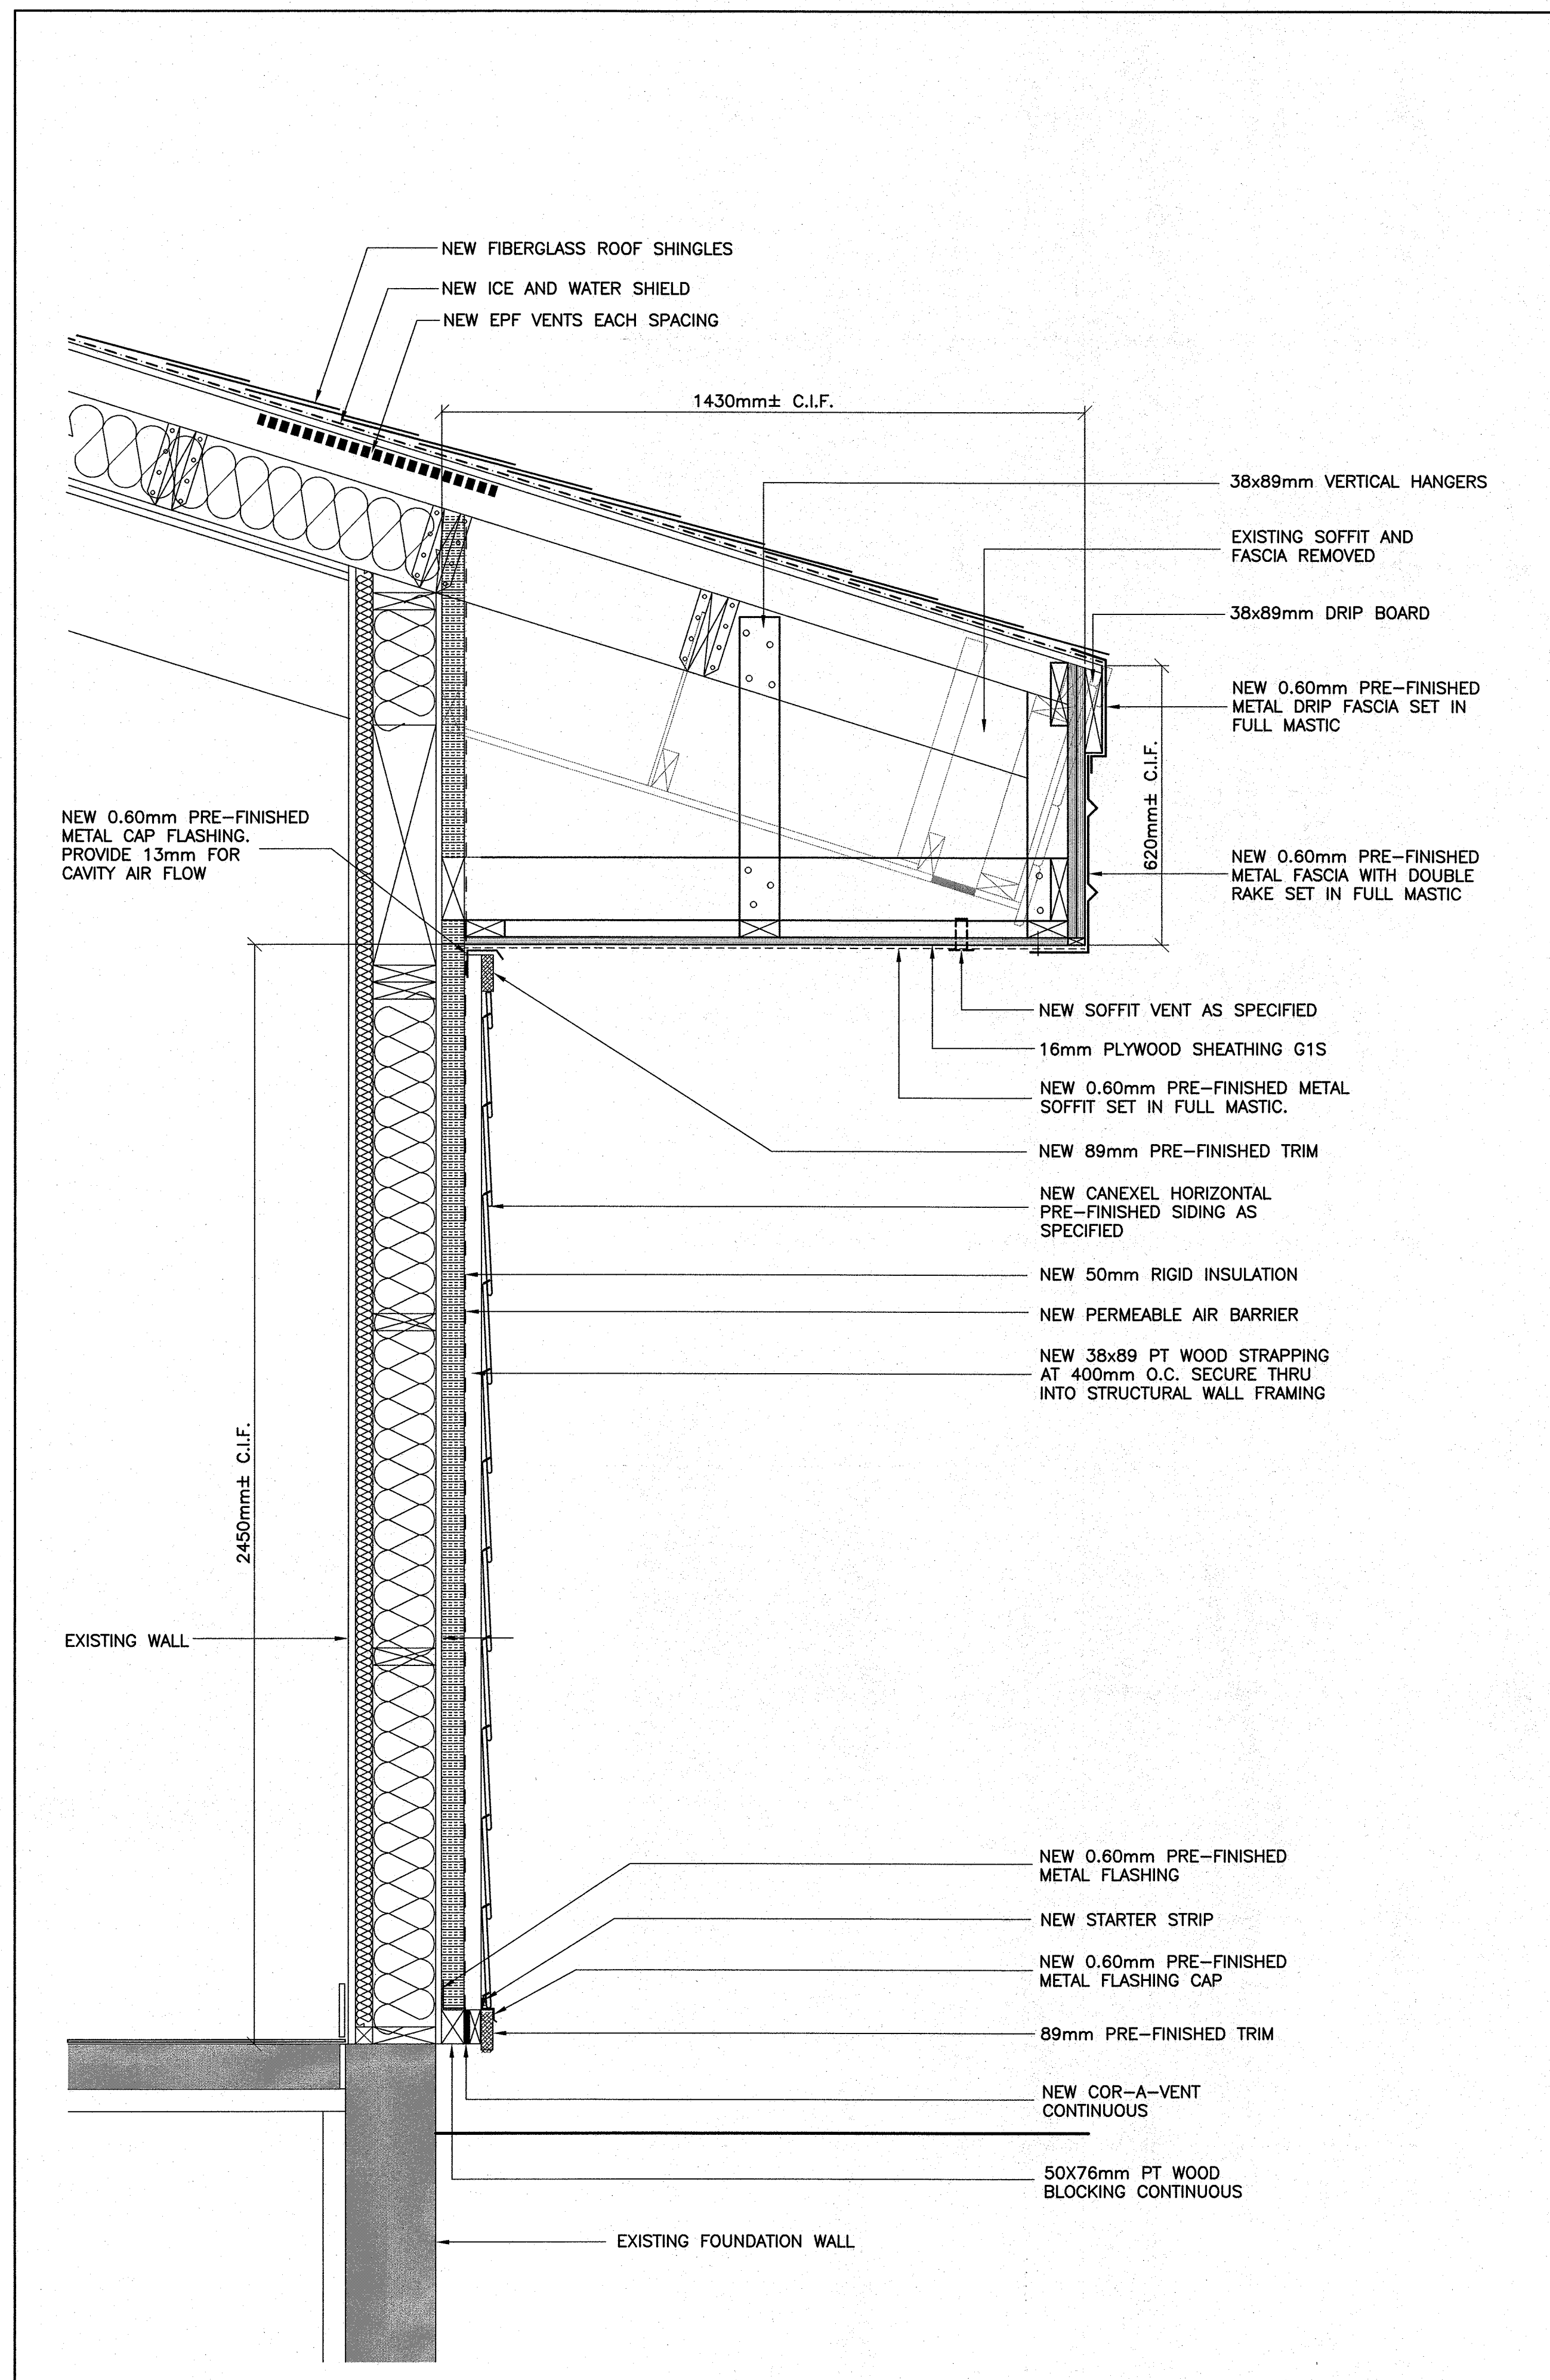 NEW FIBERGLASS ROOF SHINGLES
NEW ICE AND WATER SHIELD
NEW EPF VENTS EACH SPACING
1430mm± C.I.F.
38x89mm VERTICAL HANGERS
EXISTING SOFFIT AND
FASCIA REMOVED
38x89mm DRIP BOARD
NEW 0.60mm PRE-FINISHED
METAL DRIP FASCIA SET IN
FULL MASTIC
620mm± C.I.F.
NEW 0.60mm PRE-FINISHED
METAL CAP FLASHING.
PROVIDE 13mm FOR
CAVITY AIR FLOW
NEW 0.60mm PRE-FINISHED
METAL FASCIA WITH DOUBLE
RAKE SET IN FULL MASTIC
NEW SOFFIT VENT AS SPECIFIED
16mm PLYWOOD SHEATHING G1S
NEW 0.60mm PRE-FINISHED METAL
SOFFIT SET IN FULL MASTIC.
NEW 89mm PRE-FINISHED TRIM
NEW CANEXEL HORIZONTAL
PRE-FINISHED SIDING AS
SPECIFIED
NEW 50mm RIGID INSULATION
NEW PERMEABLE AIR BARRIER
NEW 38x89 PT WOOD STRAPPING
AT 400mm O.C. SECURE THRU
INTO STRUCTURAL WALL FRAMING
2450mm± C.I.F.
EXISTING WALL
NEW 0.60mm PRE-FINISHED
METAL FLASHING
NEW STARTER STRIP
NEW 0.60mm PRE-FINISHED
METAL FLASHING CAP
89mm PRE-FINISHED TRIM
NEW COR-A-VENT
CONTINUOUS
50X76mm PT WOOD
BLOCKING CONTINUOUS
EXISTING FOUNDATION WALL